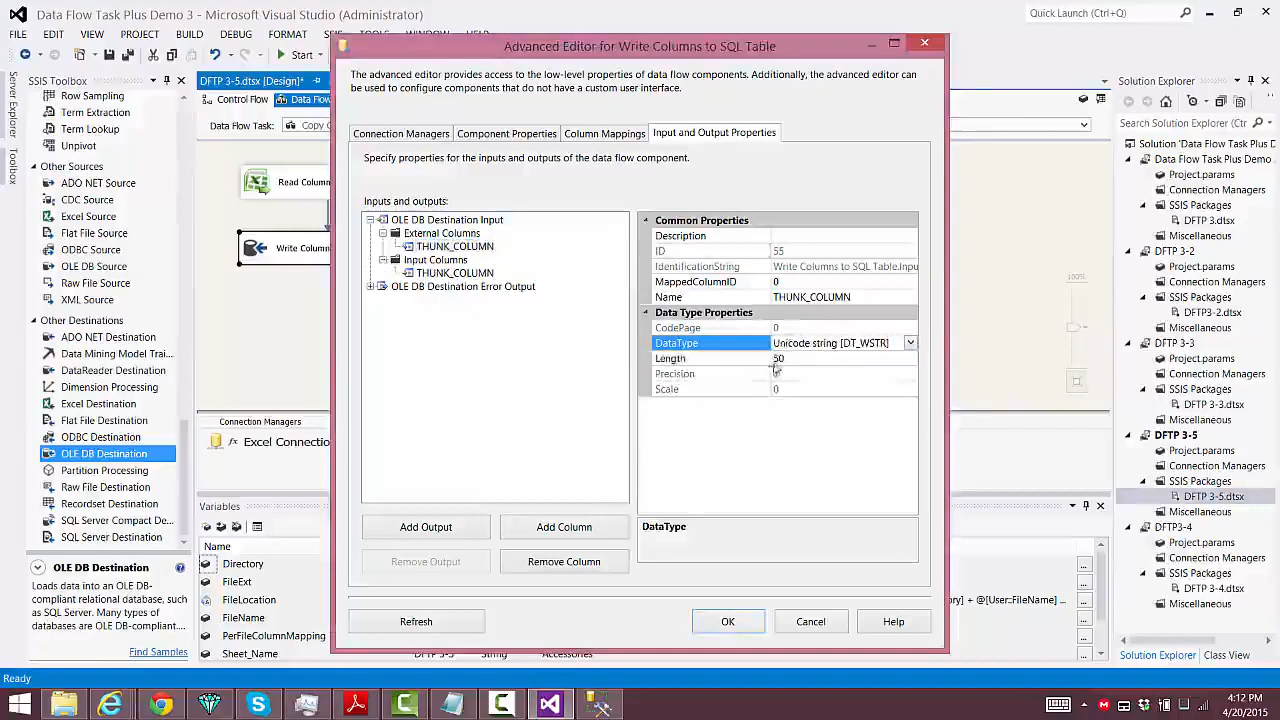 Data Flow Task Plus Demo 3 - Microsoft Visual Studio (Administrator)
Quick Launch (Ctrl+Q)
FILE EDIT VIEW PROJECT BUILD DEBUG FORMAT
Start
Server Explorer
Toolbox
SSIS Toolbox
Row Sampling
Term Extraction
Term Lookup
Unpivot
Other Sources
ADO NET Source
CDC Source
Excel Source
Flat File Source
ODBC Source
OLE DB Source
Raw File Source
XML Source
Other Destinations
ADO NET Destination
Data Mining Model Trai...
DataReader Destination
Dimension Processing
Excel Destination
Flat File Destination
ODBC Destination
OLE DB Destination
Partition Processing
Raw File Destination
Recordset Destination
SQL Server Compact De...
SQL Server Destination
OLE DB Destination
Loads data into an OLE DB-
compliant relational database,
such as SQL Server. Many types of
databases are OLE DB-compliant...
Find Samples
DFTP 3-5.dtsx [Design]*
Control Flow
Data Flow
Data Flow Task:
Copy
Read Column
Write Column
100%
Connection Managers
fx Excel Connectio
Variables
Name
Directory
FileExt
FileLocation
ory] + @[User::FileName] ...
FileName
PerFileColumnMapping
Sheet_Name DFTP 3-5 String Accessories
Advanced Editor for Write Columns to SQL Table
The advanced editor provides access to the low-level properties of data flow components. Additionally, the advanced editor can
be used to configure components that do not have a custom user interface.
Connection Managers
Component Properties
Column Mappings
Input and Output Properties
Specify properties for the inputs and outputs of the data flow component.
Inputs and outputs:
OLE DB Destination Input
External Columns
THUNK_COLUMN
Input Columns
THUNK_COLUMN
OLE DB Destination Error Output
Common Properties
Description
ID 55
IdentificationString Write Columns to SQL Table.Inpu
MappedColumnID 0
Name THUNK_COLUMN
Data Type Properties
CodePage 0
DataType Unicode string [DT_WSTR]
Length 50
Precision
Scale 0
DataType
Add Output
Add Column
Remove Output
Remove Column
Refresh
OK
Cancel
Help
Solution Explorer
Search Solution Explorer (Ctr
Solution 'Data Flow Task Plus Dem
Data Flow Task Plus Demo
Project.params
Connection Managers
SSIS Packages
DFTP 3.dtsx
Miscellaneous
DFTP 3-2
Project.params
Connection Managers
SSIS Packages
DFTP3-2.dtsx
Miscellaneous
DFTP 3-3
Project.params
Connection Managers
SSIS Packages
DFTP 3-3.dtsx
Miscellaneous
DFTP 3-5
Project.params
Connection Managers
SSIS Packages
DFTP 3-5.dtsx
Miscellaneous
DFTP3-4
Project.params
Connection Managers
SSIS Packages
DFTP 3-4.dtsx
Miscellaneous
Solution Explorer
Class View
Ready
4:12 PM
4/20/2015